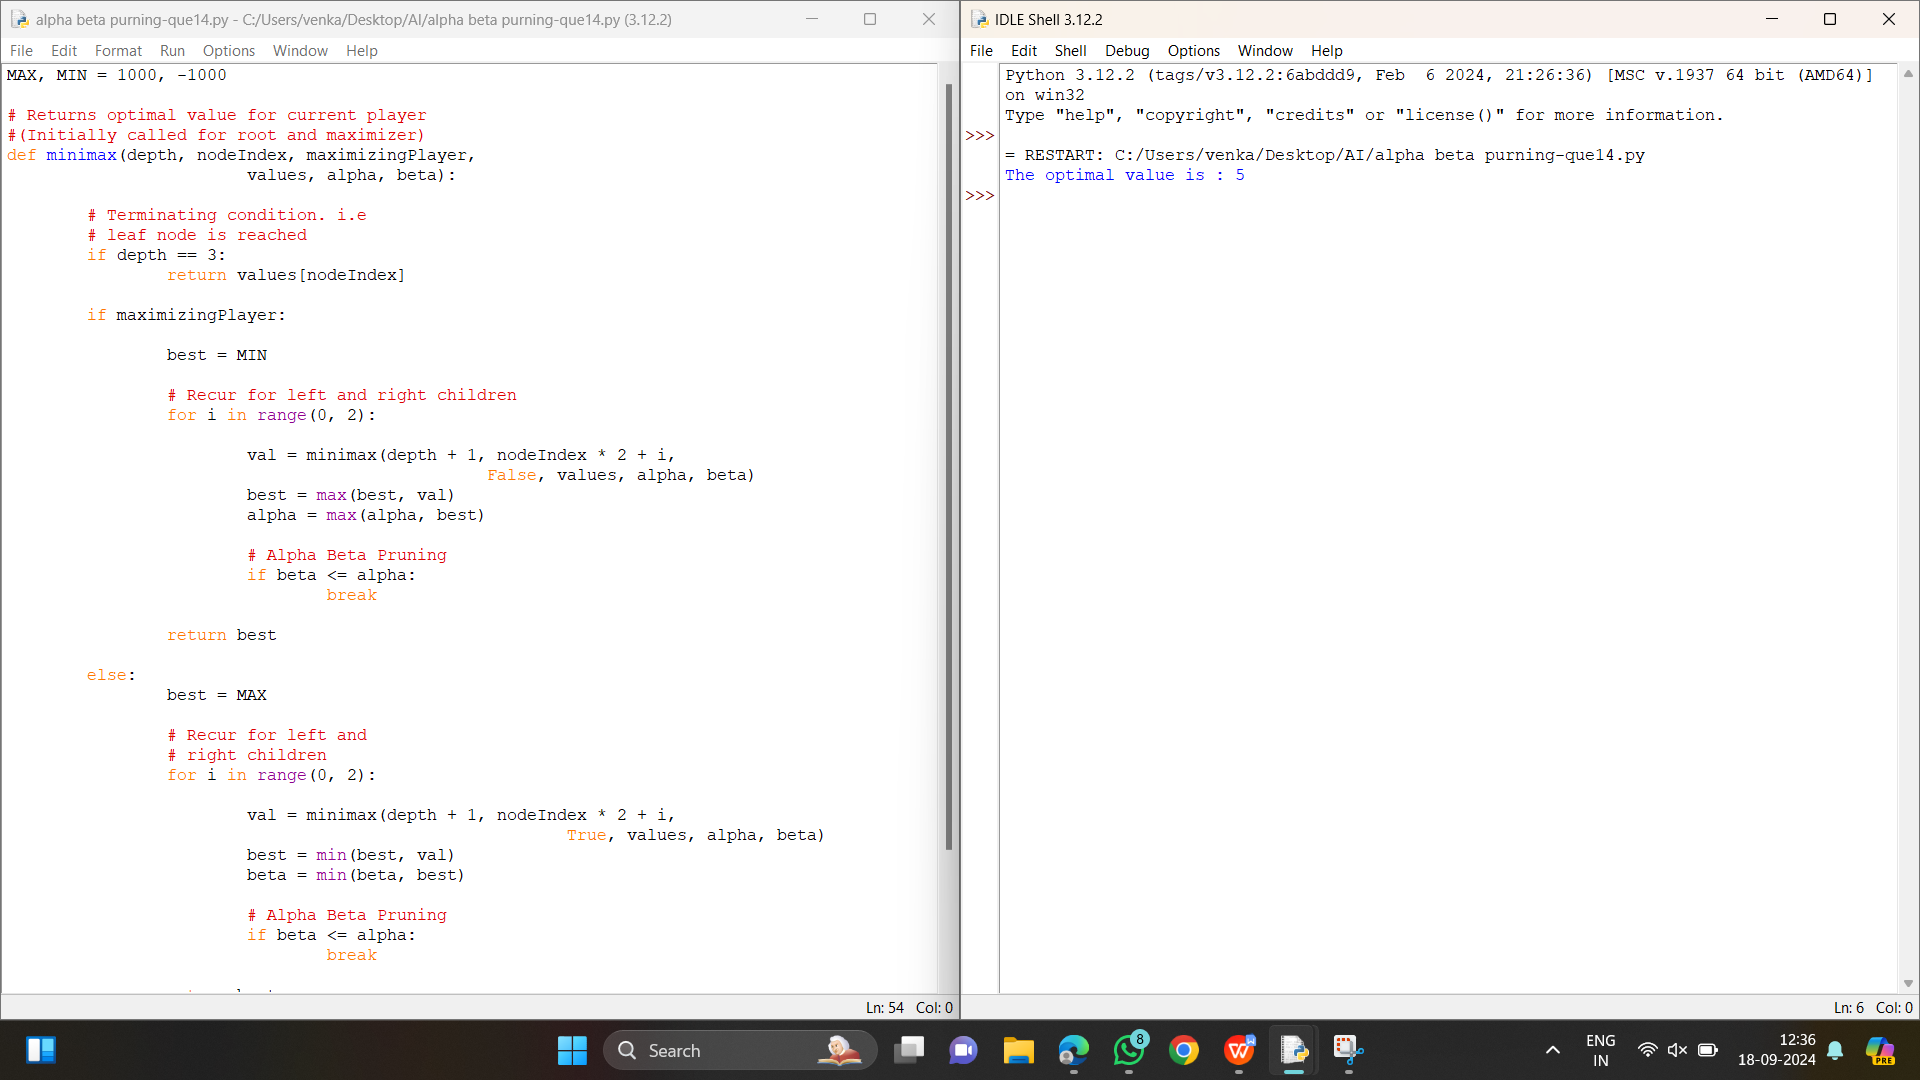 alpha beta purning-que14.py - C:/Users/venka/Desktop/AI/alpha beta purning-que14.py (3.12.2)
File Edit Format Run Options Window Help
MAX, MIN = 1000, -1000
# Returns optimal value for current player
#(Initially called for root and maximizer)
def minimax(depth, nodeIndex, maximizingPlayer,
values, alpha, beta):
# Terminating condition. i.e
# leaf node is reached
if depth == 3:
return values[nodeIndex]
if maximizingPlayer:
best = MIN
# Recur for left and right children
for i in range(0, 2):
val = minimax(depth + 1, nodeIndex * 2 + i,
False, values, alpha, beta)
best = max(best, val)
alpha = max(alpha, best)
# Alpha Beta Pruning
if beta <= alpha:
break
return best
else:
best = MAX
# Recur for left and
# right children
for i in range(0, 2):
val = minimax(depth + 1, nodeIndex * 2 + i,
True, values, alpha, beta)
best = min(best, val)
beta = min(beta, best)
# Alpha Beta Pruning
if beta <= alpha:
break
Ln: 54 Col: 0
IDLE Shell 3.12.2
File Edit Shell Debug Options Window Help
Python 3.12.2 (tags/v3.12.2:6abddd9, Feb  6 2024, 21:26:36) [MSC v.1937 64 bit (AMD64)]
on win32
Type "help", "copyright", "credits" or "license()" for more information.
>>>
= RESTART: C:/Users/venka/Desktop/AI/alpha beta purning-que14.py
The optimal value is : 5
>>>
Ln: 6 Col: 0
Search
8
W
ENG
IN
12:36
18-09-2024
PRE